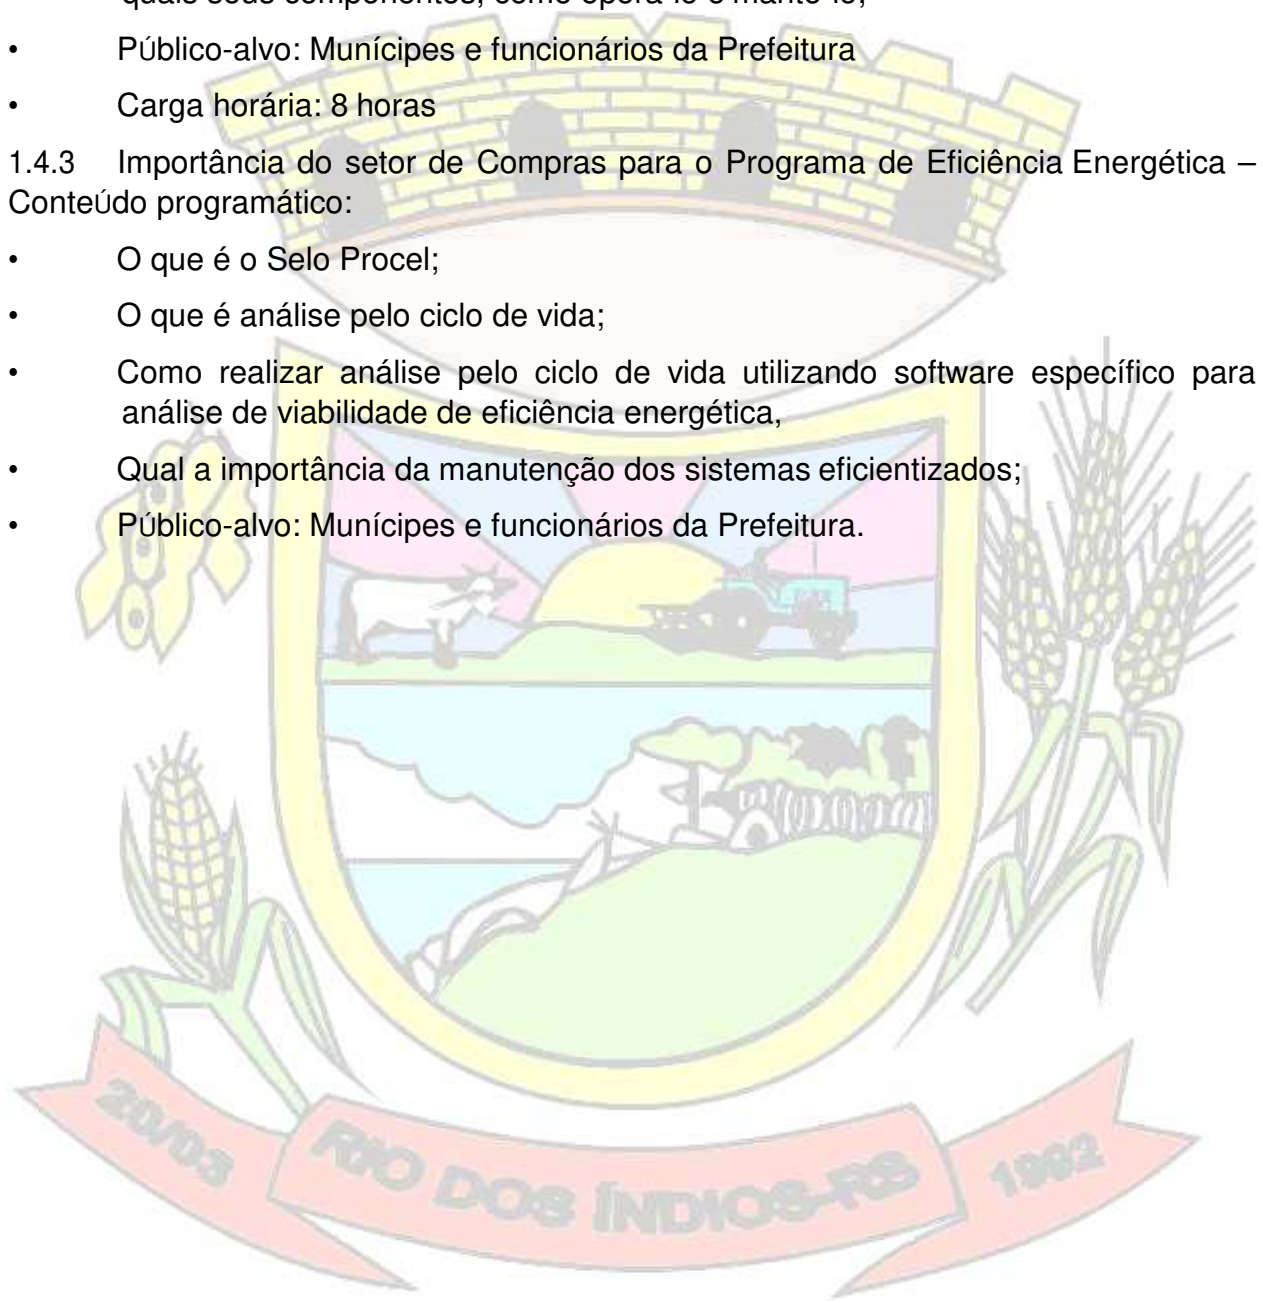 quais seus componentes, como operá-lo e mantê-lo;
• Público-alvo: Munícipes e funcionários da Prefeitura
• Carga horária: 8 horas
1.4.3 Importância do setor de Compras para o Programa de Eficiência Energética –
Conteúdo programático:
• O que é o Selo Procel;
• O que é análise pelo ciclo de vida;
• Como realizar análise pelo ciclo de vida utilizando software específico para
análise de viabilidade de eficiência energética,
• Qual a importância da manutenção dos sistemas eficientizados;
• Público-alvo: Munícipes e funcionários da Prefeitura.
20/03 RIO DOS ÍNDIOS-RS 1992